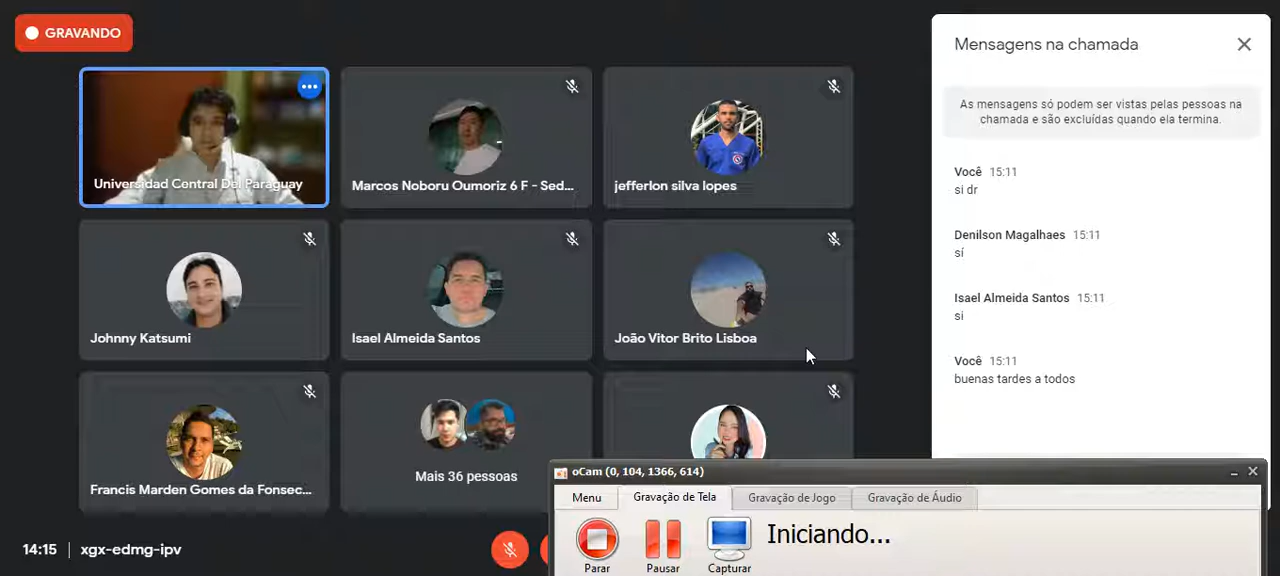 GRAVANDO
Universidad Central Del Paraguay
Marcos Noboru Oumoriz 6 F - Sed...
jefferlon silva lopes
Johnny Katsumi
Isael Almeida Santos
João Vitor Brito Lisboa
Francis Marden Gomes da Fonsec...
Mais 36 pessoas
14:15 | xgx-edmg-ipv
Mensagens na chamada
As mensagens só podem ser vistas pelas pessoas na
chamada e são excluídas quando ela termina.
Você 15:11
si dr
Denilson Magalhaes 15:11
sí
Isael Almeida Santos 15:11
si
Você 15:11
buenas tardes a todos
oCam (0, 104, 1366, 614)
Menu Gravação de Tela Gravação de Jogo Gravação de Áudio
Iniciando...
Parar Pausar Capturar